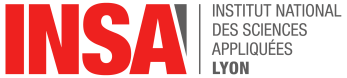 INSA
INSTITUT NATIONAL
DES SCIENCES
APPLIQUÉES
LYON